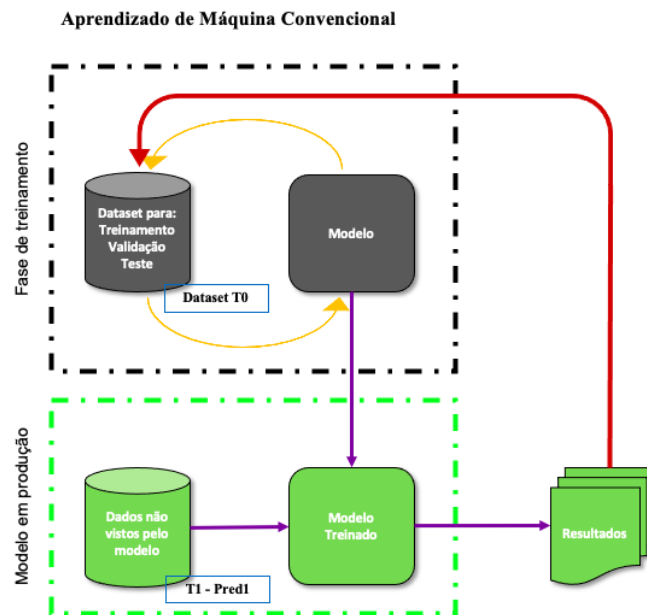 Aprendizado de Máquina Convencional
Fase de treinamento
Dataset para:
Treinamento
Validação
Teste
Dataset T0
Modelo
Modelo em produção
Dados não
vistos pelo
modelo
T1 - Pred1
Modelo
Treinado
Resultados